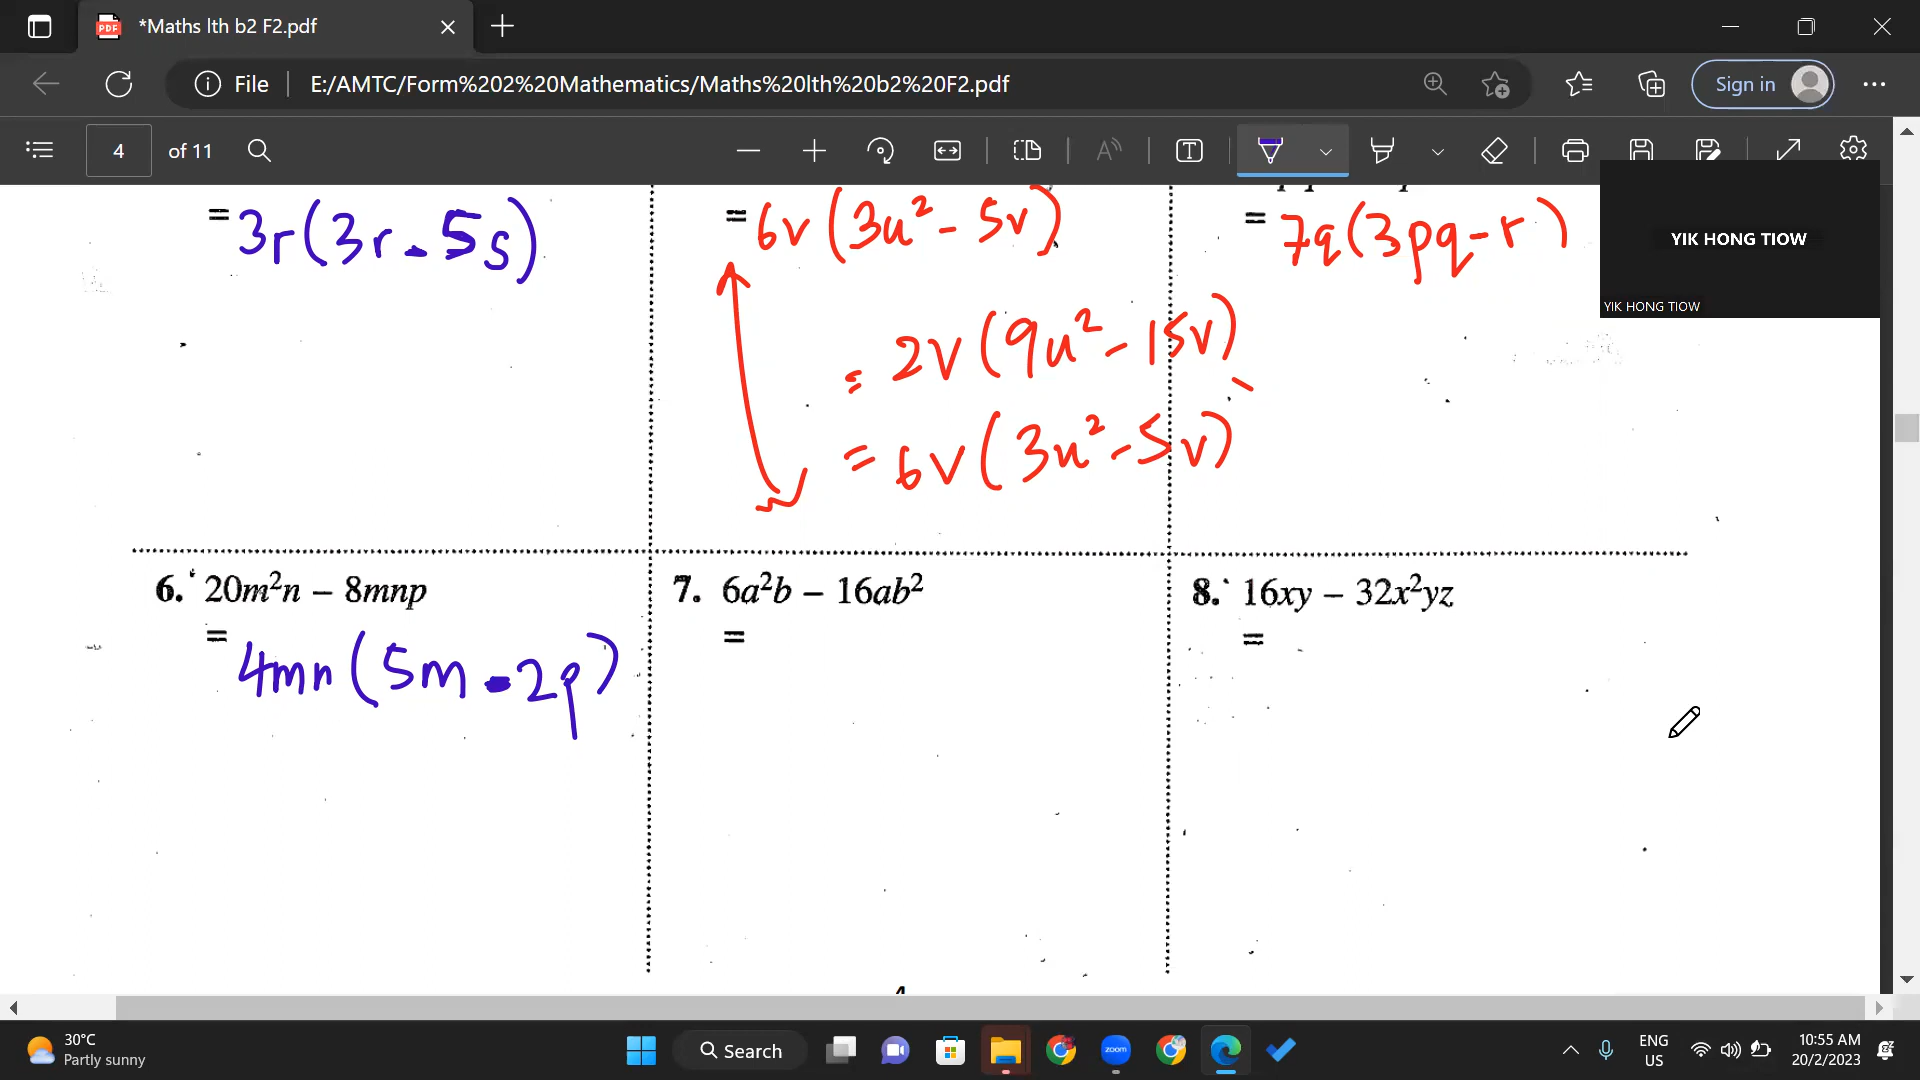 *Maths lth b2 F2.pdf
File
E:/AMTC/Form%202%20Mathematics/Maths%20lth%20b2%20F2.pdf
Sign in
4 of 11
= 3r(3r - 5s)
= 6v(3u² - 5v)
= 7q(3pq - r)
= 2v(9u² - 15v)
= 6v(3u² - 5v)
YIK HONG TIOW
YIK HONG TIOW
6. 20m²n – 8mnp
= 4mn(5m - 2p)
7. 6a²b – 16ab²
=
8. 16xy – 32x²yz
=
30°C
Partly sunny
Search
zoom
ENG
US
10:55 AM
20/2/2023